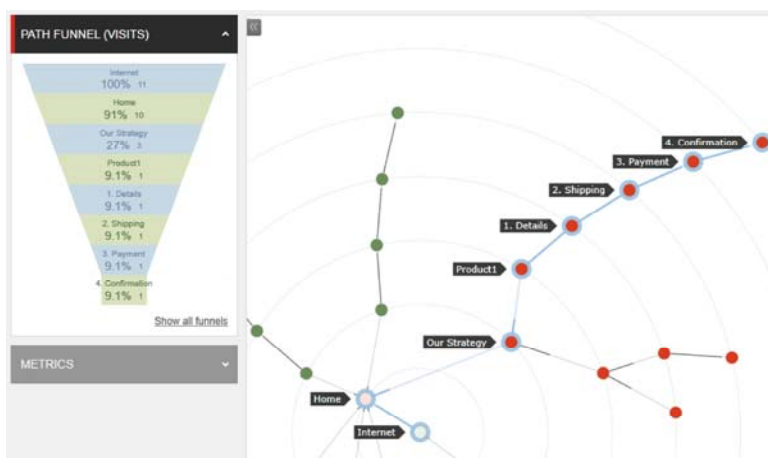 PATH FUNNEL (VISITS)
Internet
100% 11
Home
91% 10
Our Strategy
27% 3
Product1
9.1% 1
1. Details
9.1% 1
2. Shipping
9.1% 1
3. Payment
9.1% 1
4. Confirmation
9.1% 1
Show all funnels
METRICS
4. Confirmation
3. Payment
2. Shipping
1. Details
Product1
Our Strategy
Home
Internet